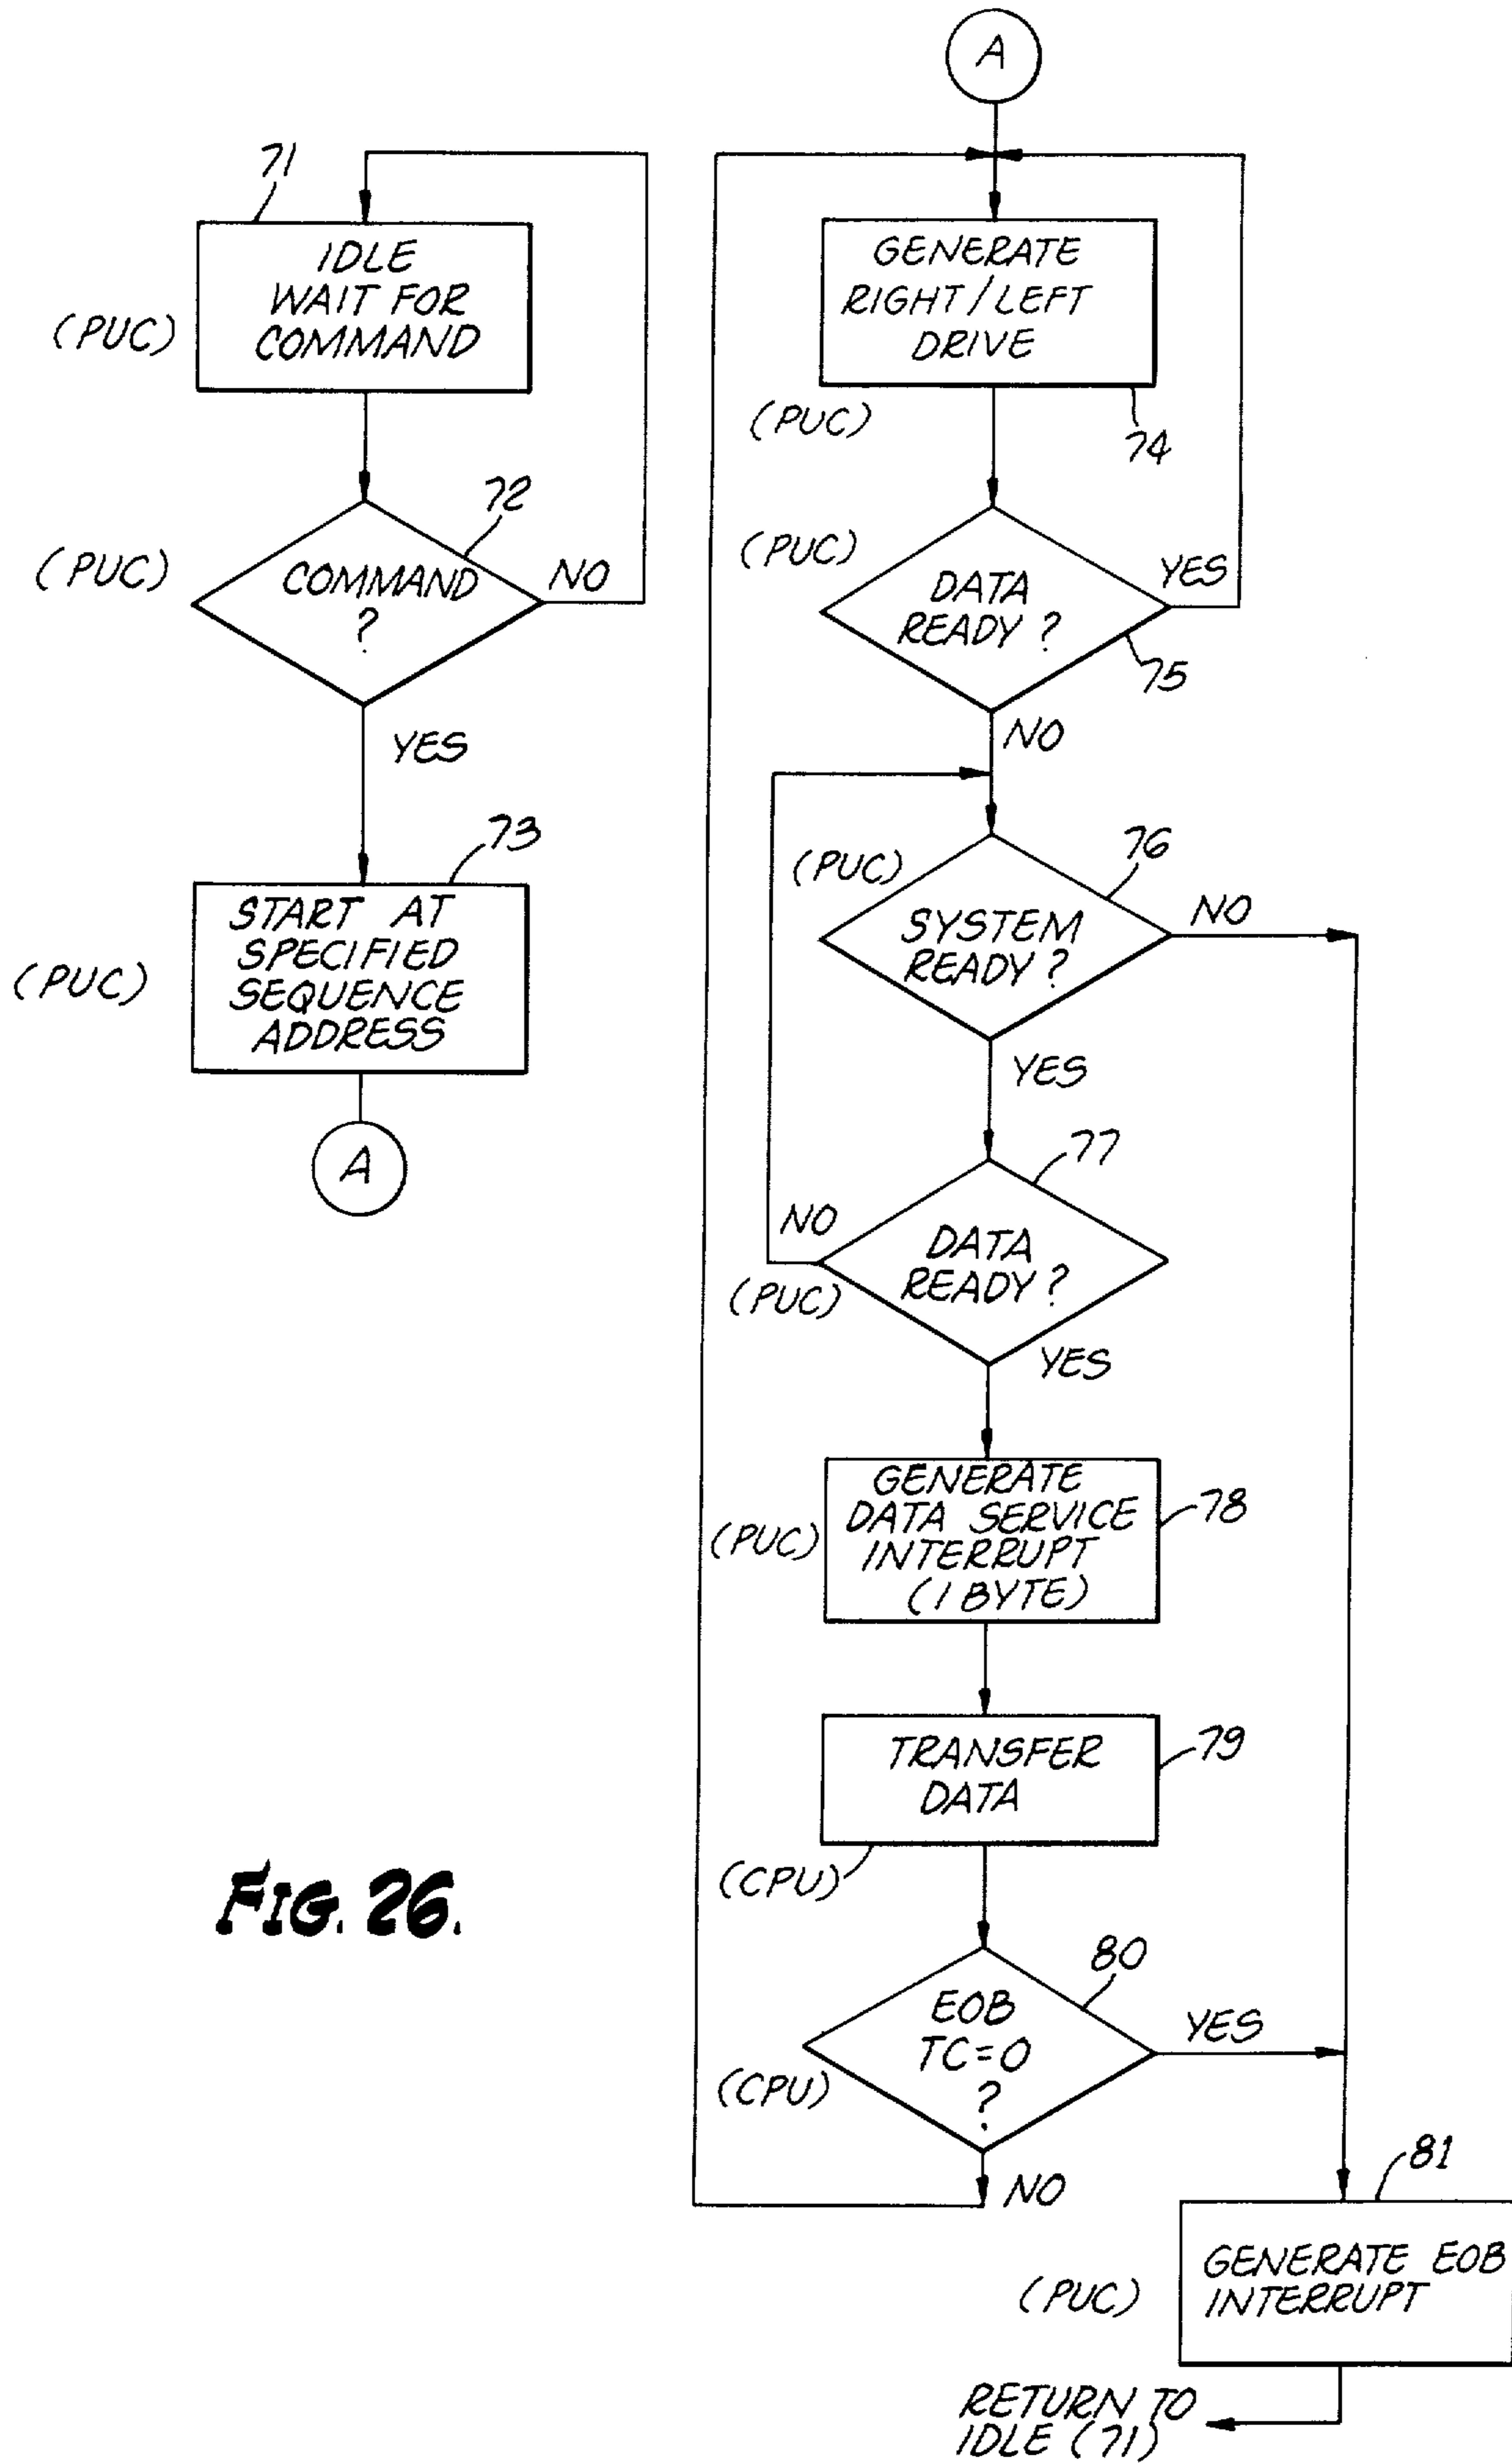 71
IDLE
WAIT FOR
COMMAND
(PUC)
72
COMMAND
?
(PUC)
NO
YES
73
START AT
SPECIFIED
SEQUENCE
ADDRESS
(PUC)
A
A
GENERATE
RIGHT/LEFT
DRIVE
(PUC)
74
(PUC)
DATA
READY?
YES
75
NO
(PUC)
76
SYSTEM
READY?
NO
YES
77
NO
DATA
READY?
(PUC)
YES
GENERATE
DATA SERVICE
INTERRUPT
(1 BYTE)
78
(PUC)
TRANSFER
DATA
79
(CPU)
80
EOB
TC=0
?
YES
(CPU)
NO
81
GENERATE EOB
INTERRUPT
(PUC)
RETURN TO
IDLE (71)
FIG. 26.